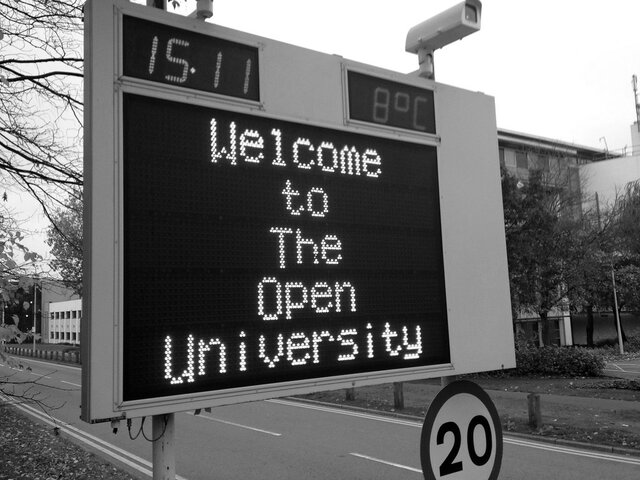 15.11
8°C
Welcome
to
The
Open
University
20